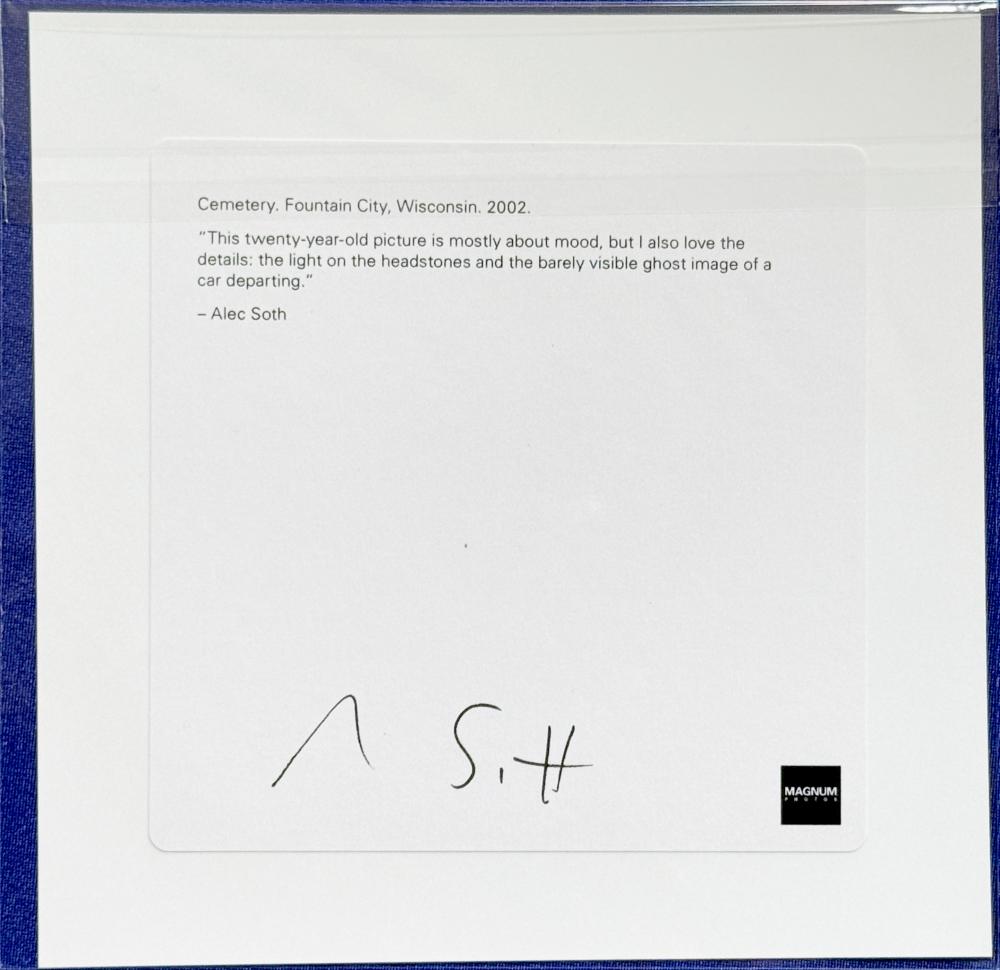 Cemetery. Fountain City, Wisconsin. 2002.
"This twenty-year-old picture is mostly about mood, but I also love the
details: the light on the headstones and the barely visible ghost image of a
car departing."
– Alec Soth
MAGNUM
PHOTOS